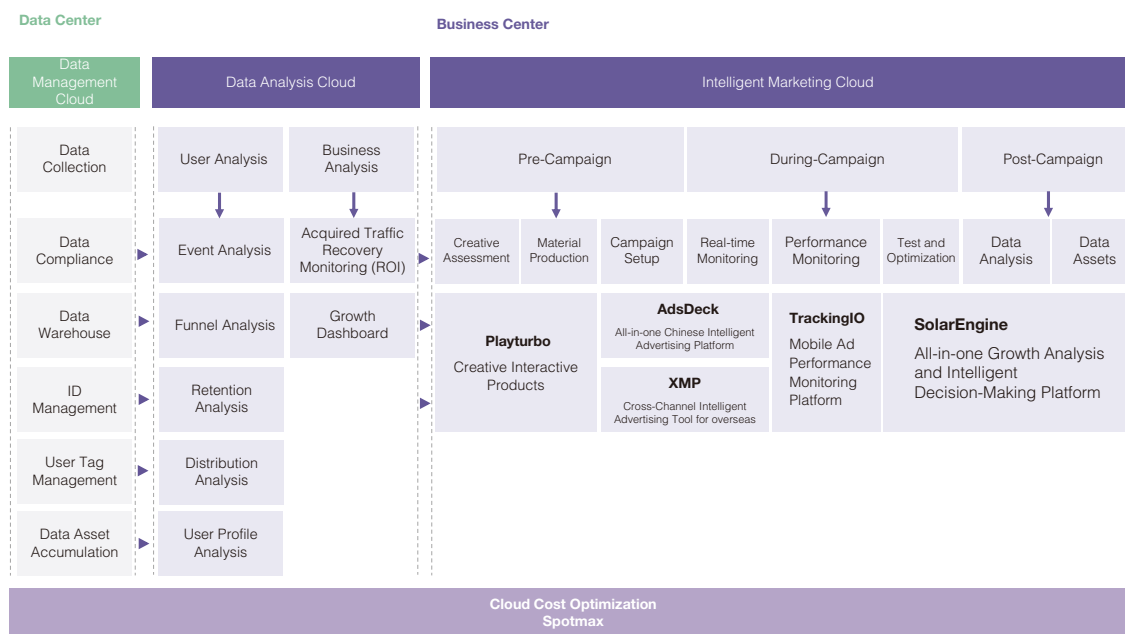 Data Center
Business Center
Data
Management
Cloud
Data Analysis Cloud
Intelligent Marketing Cloud
Data
Collection
User Analysis
Business
Analysis
Pre-Campaign
During-Campaign
Post-Campaign
Data
Compliance
Event Analysis
Acquired Traffic
Recovery
Monitoring (ROI)
Creative
Assessment
Material
Production
Campaign
Setup
Real-time
Monitoring
Performance
Monitoring
Test and
Optimization
Data
Analysis
Data
Assets
Data
Warehouse
Funnel Analysis
Growth
Dashboard
Playturbo
Creative Interactive
Products
AdsDeck
All-in-one Chinese Intelligent
Advertising Platform
XMP
Cross-Channel Intelligent
Advertising Tool for overseas
TrackingIO
Mobile Ad
Performance
Monitoring
Platform
SolarEngine
All-in-one Growth Analysis
and Intelligent
Decision-Making Platform
ID
Management
Retention
Analysis
User Tag
Management
Distribution
Analysis
Data Asset
Accumulation
User Profile
Analysis
Cloud Cost Optimization
Spotmax